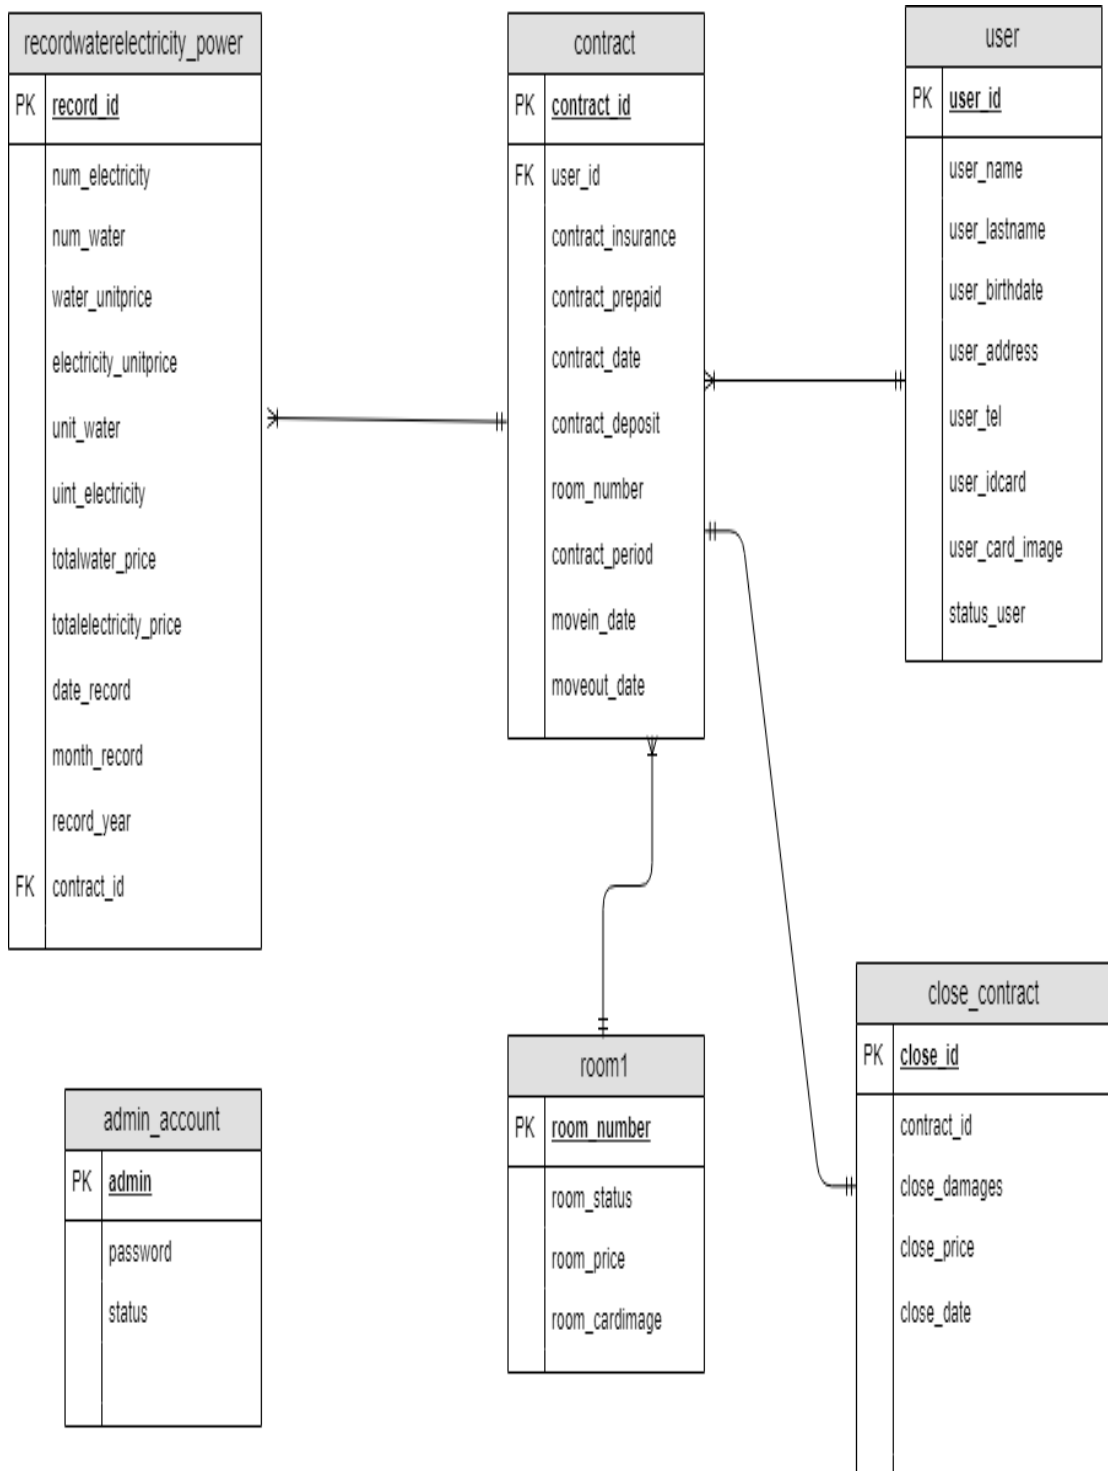 recordwaterelectricity_power
PK record_id
num_electricity
num_water
water_unitprice
electricity_unitprice
unit_water
uint_electricity
totalwater_price
totalelectricity_price
date_record
month_record
record_year
FK contract_id
contract
PK contract_id
FK user_id
contract_insurance
contract_prepaid
contract_date
contract_deposit
room_number
contract_period
movein_date
moveout_date
user
PK user_id
user_name
user_lastname
user_birthdate
user_address
user_tel
user_idcard
user_card_image
status_user
admin_account
PK admin
password
status
room1
PK room_number
room_status
room_price
room_cardimage
close_contract
PK close_id
contract_id
close_damages
close_price
close_date